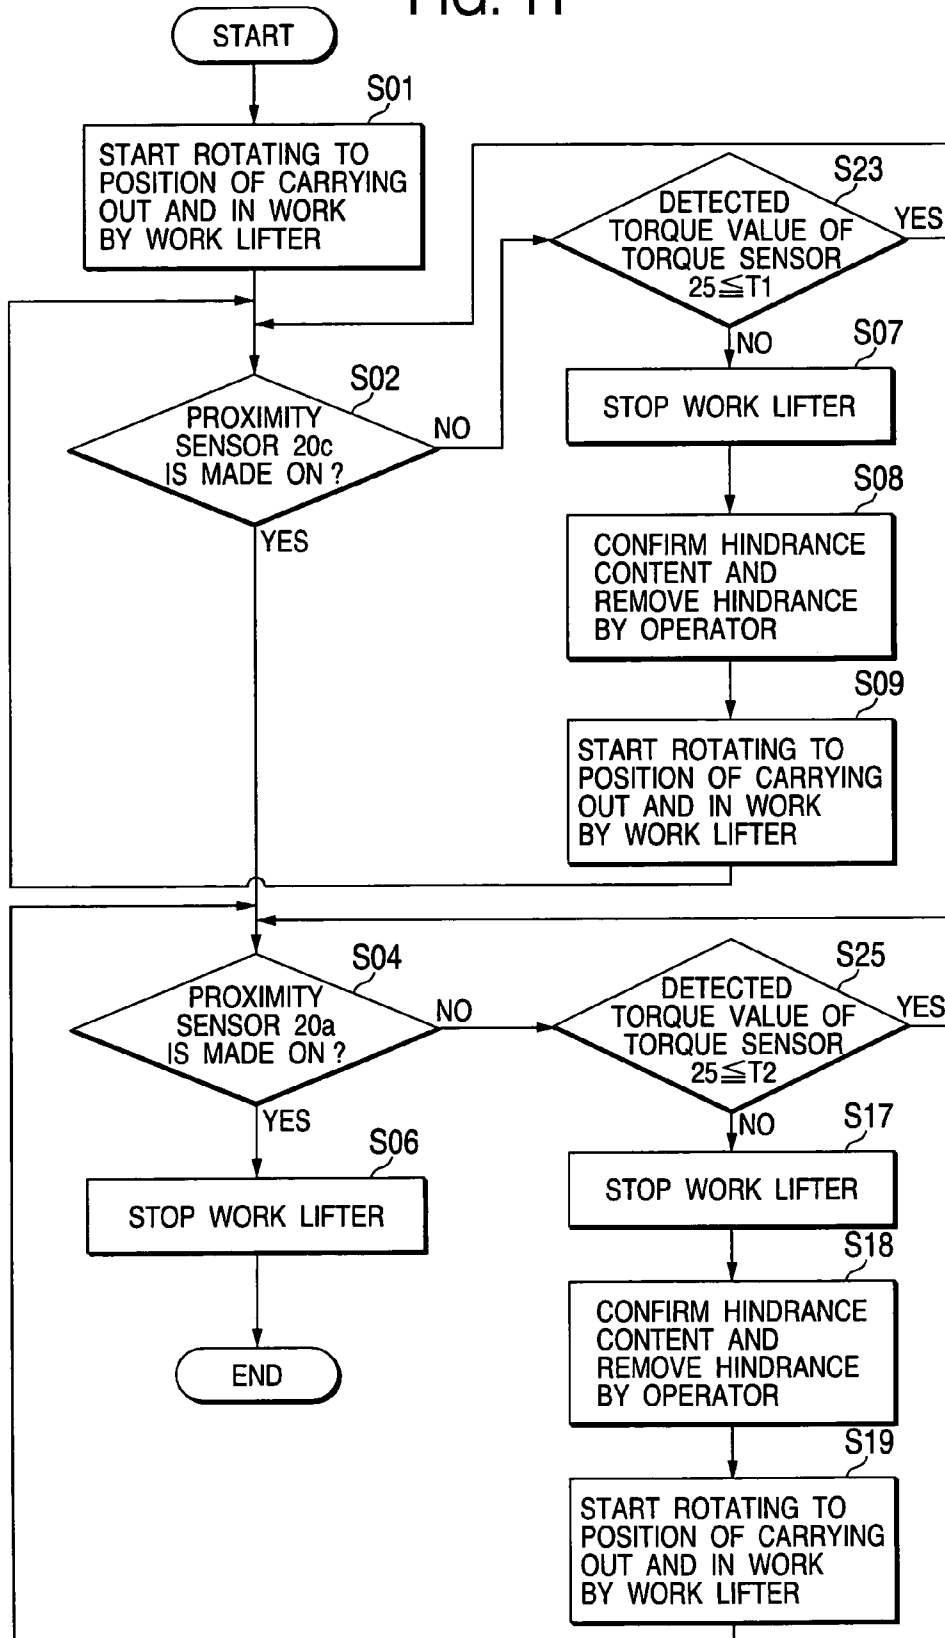 START
S01
START ROTATING TO
POSITION OF CARRYING
OUT AND IN WORK
BY WORK LIFTER
S23
DETECTED
TORQUE VALUE OF
TORQUE SENSOR
25≦T1
YES
NO
S02
PROXIMITY
SENSOR 20c
IS MADE ON ?
NO
YES
S07
STOP WORK LIFTER
S08
CONFIRM HINDRANCE
CONTENT AND
REMOVE HINDRANCE
BY OPERATOR
S09
START ROTATING TO
POSITION OF CARRYING
OUT AND IN WORK
BY WORK LIFTER
S04
PROXIMITY
SENSOR 20a
IS MADE ON ?
NO
YES
S25
DETECTED
TORQUE VALUE OF
TORQUE SENSOR
25≦T2
YES
NO
S06
STOP WORK LIFTER
END
S17
STOP WORK LIFTER
S18
CONFIRM HINDRANCE
CONTENT AND
REMOVE HINDRANCE
BY OPERATOR
S19
START ROTATING TO
POSITION OF CARRYING
OUT AND IN WORK
BY WORK LIFTER